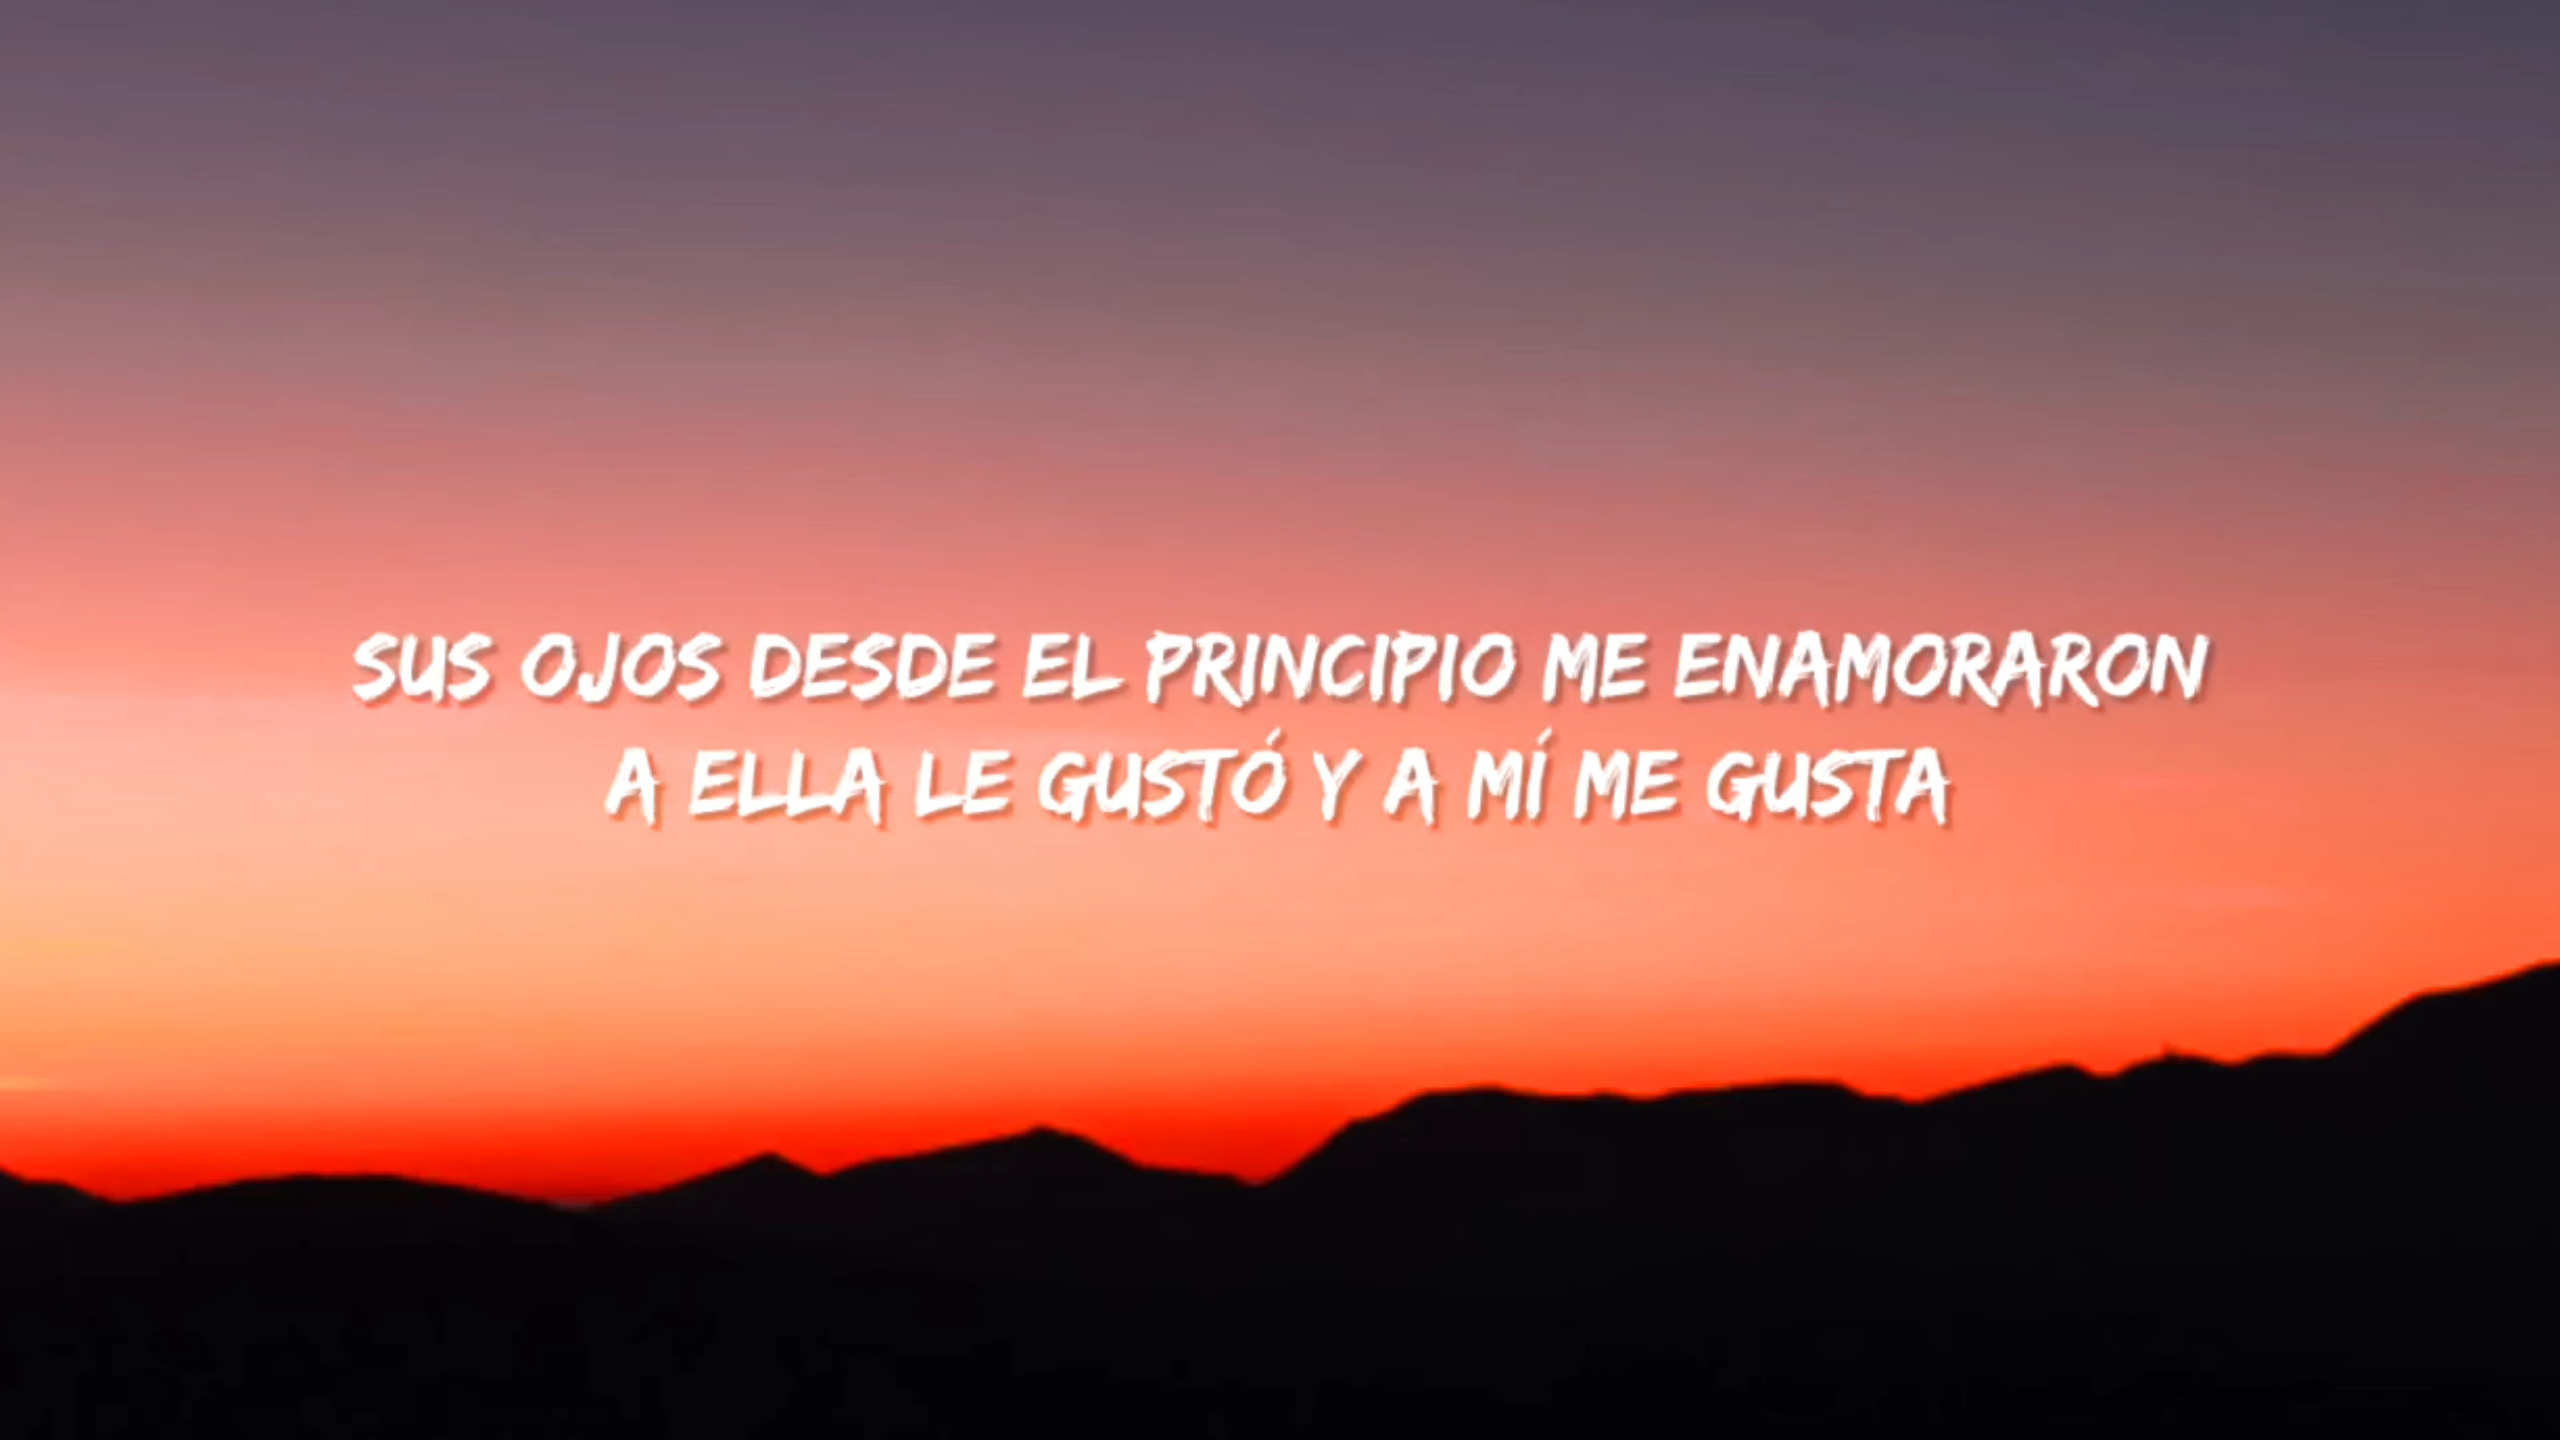 SUS OJOS DESDE EL PRINCIPIO ME ENAMORARON
A ELLA LE GUSTÓ Y A MÍ ME GUSTA